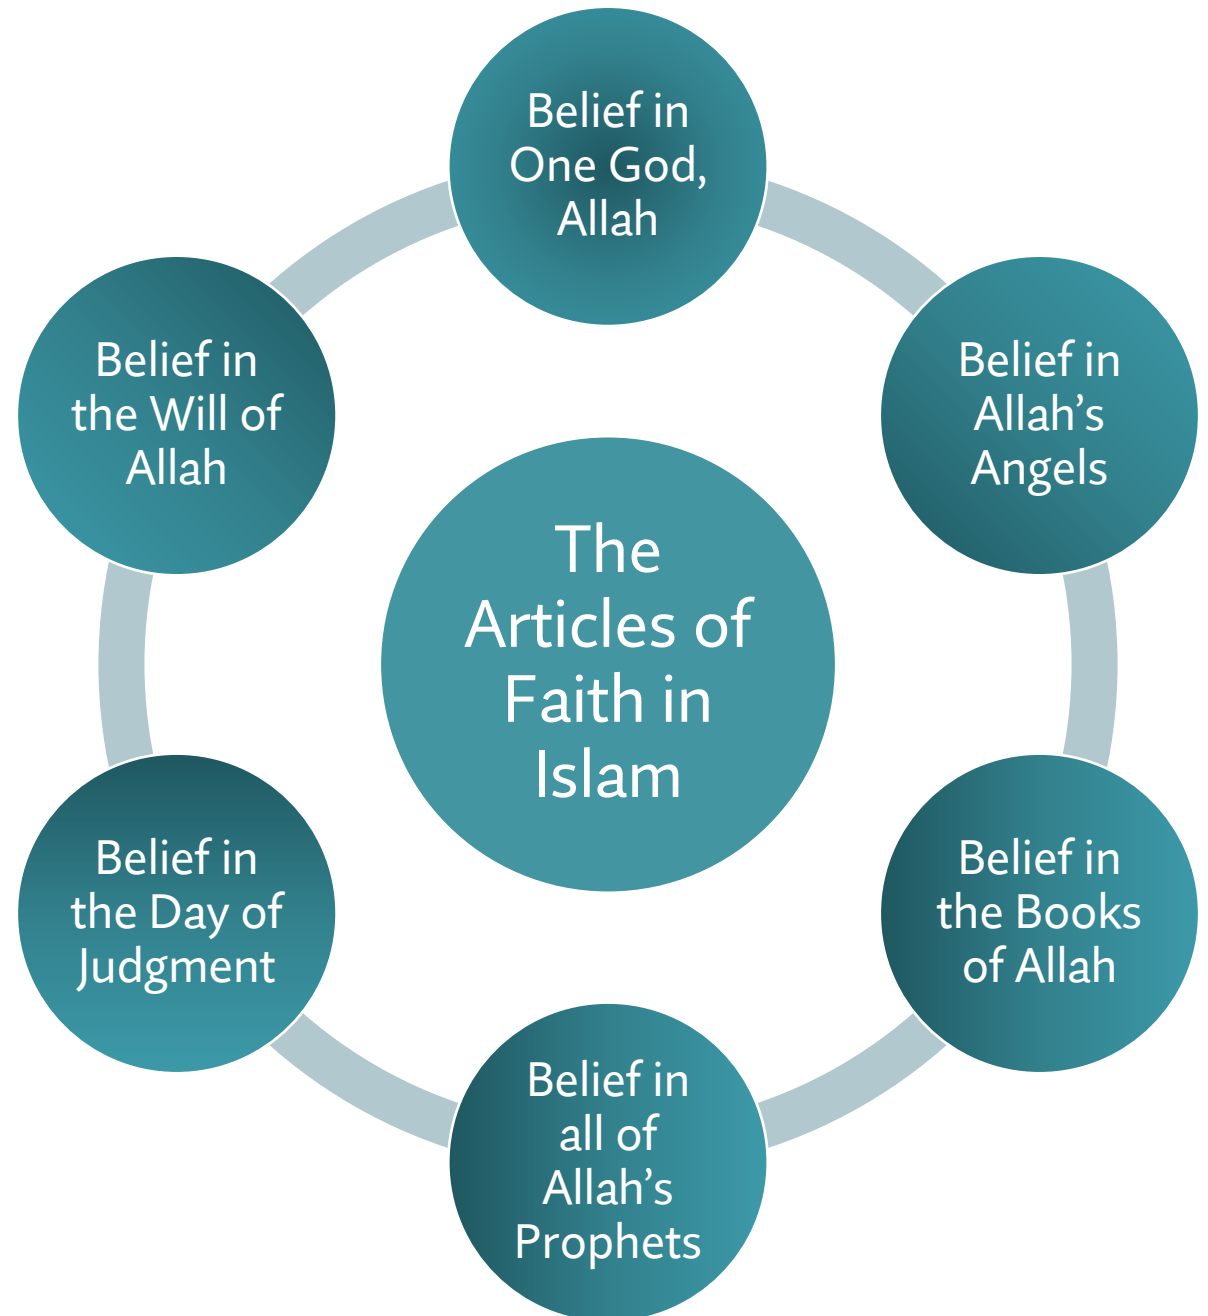 Belief in
One God,
Allah
Belief in
Allah’s
Angels
Belief in
the Books
of Allah
Belief in
all of
Allah’s
Prophets
Belief in
the Day of
Judgment
Belief in
the Will of
Allah
The
Articles of
Faith in
Islam